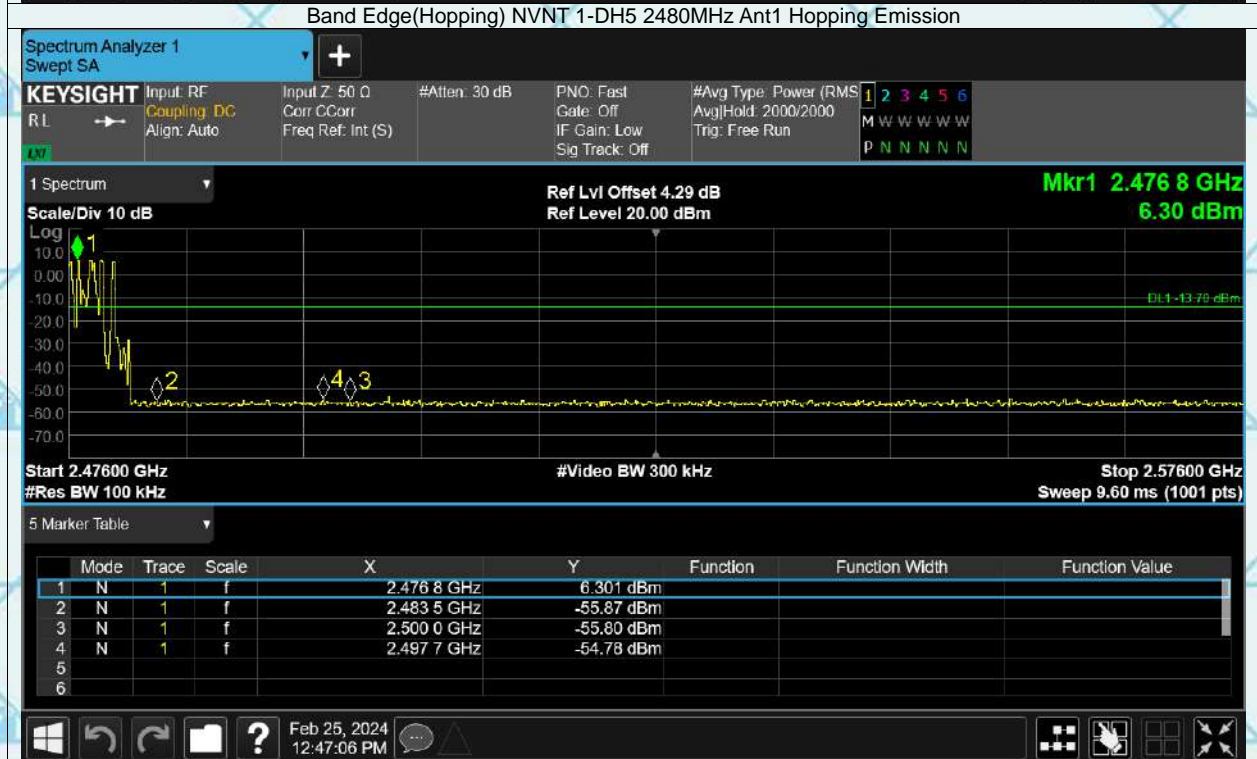 Band Edge(Hopping) NVNT 1-DH5 2480MHz Ant1 Hopping Emission
Spectrum Analyzer 1
Swept SA
+
KEYSIGHT
RL
LXI
Input: RF
Coupling: DC
Align: Auto
Input Z: 50 Ω
Corr CCorr
Freq Ref: Int (S)
#Atten: 30 dB
PNO: Fast
Gate: Off
IF Gain: Low
Sig Track: Off
#Avg Type: Power (RMS
Avg|Hold: 2000/2000
Trig: Free Run
1 2 3 4 5 6
M W W W W W
P N N N N N
1 Spectrum
Scale/Div 10 dB
Ref Lvl Offset 4.29 dB
Ref Level 20.00 dBm
Mkr1 2.476 8 GHz
6.30 dBm
Log
10.0
0.00
-10.0
-20.0
-30.0
-40.0
-50.0
-60.0
-70.0
1
DL1 -13.70 dBm
2
4 3
Start 2.47600 GHz
#Res BW 100 kHz
#Video BW 300 kHz
Stop 2.57600 GHz
Sweep 9.60 ms (1001 pts)
5 Marker Table
Mode Trace Scale X Y Function Function Width Function Value
1 N 1 f 2.476 8 GHz 6.301 dBm
2 N 1 f 2.483 5 GHz -55.87 dBm
3 N 1 f 2.500 0 GHz -55.80 dBm
4 N 1 f 2.497 7 GHz -54.78 dBm
5
6
?
Feb 25, 2024
12:47:06 PM